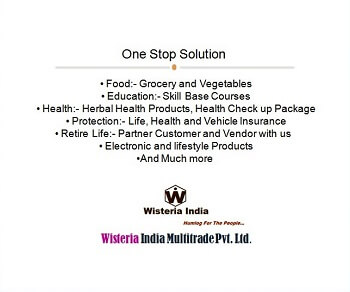 One Stop Solution
• Food:- Grocery and Vegetables
• Education:- Skill Base Courses
• Health:- Herbal Health Products, Health Check up Package
• Protection:- Life, Health and Vehicle Insurance
• Retire Life:- Partner Customer and Vendor with us
• Electronic and lifestyle Products
•And Much more
Wisteria India
Huming For The People...
Wisteria India Multitrade Pvt. Ltd.